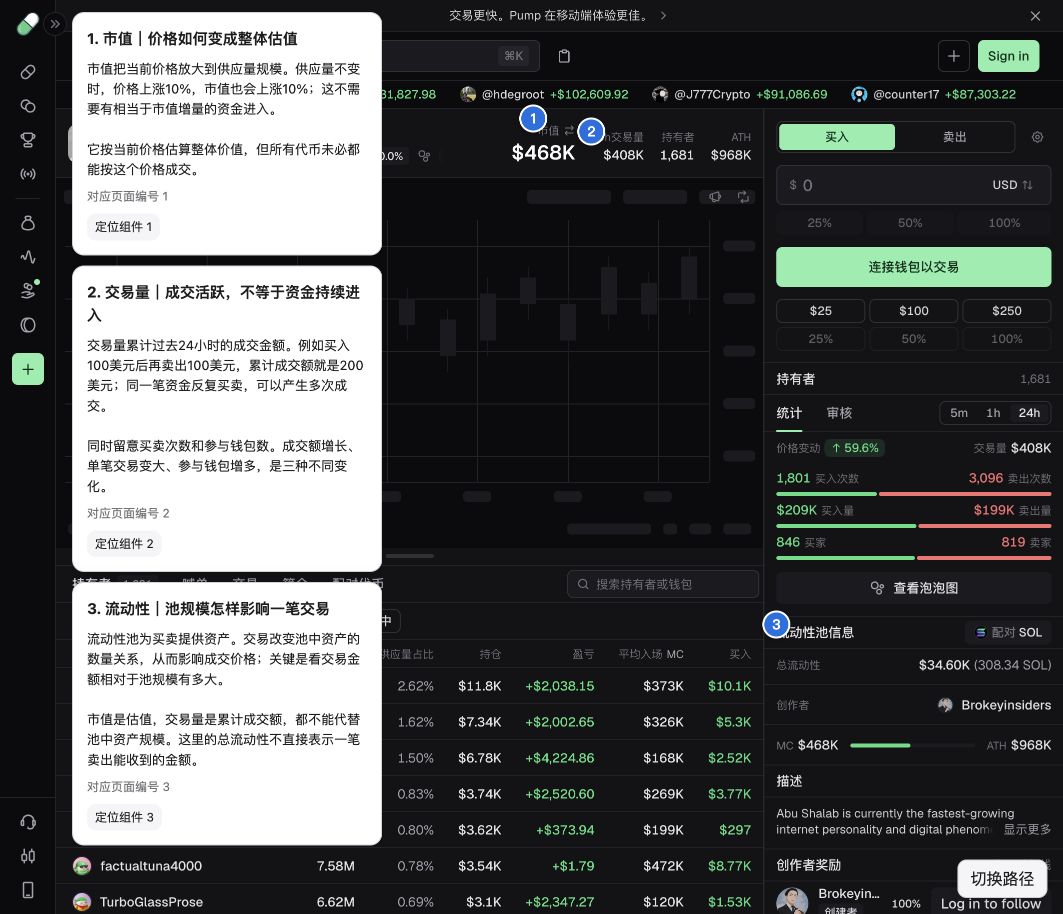 交易更快。Pump 在移动端体验更佳。
⌘K
Sign in
31,827.98
@hdegroot +$102,609.92
@J777Crypto +$91,086.69
@counter17 +$87,303.22
1. 市值｜价格如何变成整体估值
市值把当前价格放大到供应量规模。供应量不变
时，价格上涨10%，市值也会上涨10%；这不需
要有相当于市值增量的资金进入。
它按当前价格估算整体价值，但所有代币未必都
能按这个价格成交。
对应页面编号 1
定位组件 1
2. 交易量｜成交活跃，不等于资金持续进
入
交易量累计过去24小时的成交金额。例如买入
100美元后再卖出100美元，累计成交额就是200
美元；同一笔资金反复买卖，可以产生多次成
交。
同时留意买卖次数和参与钱包数。成交额增长、
单笔交易变大、参与钱包增多，是三种不同变
化。
对应页面编号 2
定位组件 2
3. 流动性｜池规模怎样影响一笔交易
流动性池为买卖提供资产。交易改变池中资产的
数量关系，从而影响成交价格；关键是看交易金
额相对于池规模有多大。
市值是估值，交易量是累计成交额，都不能代替
池中资产规模。这里的总流动性不直接表示一笔
卖出能收到的金额。
对应页面编号 3
定位组件 3
0.0%
1
市值
$468K
2
交易量
$408K
持有者
1,681
ATH
$968K
搜索持有者或钱包
中
供应量占比 持仓 盈亏 平均入场 MC 买入
2.62% $11.8K +$2,038.15 $373K $10.1K
1.62% $7.34K +$2,002.65 $326K $5.3K
1.50% $6.78K +$4,224.86 $168K $2.52K
0.83% $3.74K +$2,520.60 $269K $3.77K
0.80% $3.62K +$373.94 $199K $297
factualtuna4000 7.58M 0.78% $3.54K +$1.79 $472K $8.77K
TurboGlassProse 6.62M 0.69% $3.1K +$2,347.27 $120K $1.53K
买入 卖出
$ 0 USD
25% 50% 100%
连接钱包以交易
$25 $100 $250
25% 50% 100%
持有者 1,681
统计 审核 5m 1h 24h
价格变动 ↑ 59.6% 交易量 $408K
1,801 买入次数 3,096 卖出次数
$209K 买入量 $199K 卖出量
846 买家 819 卖家
查看泡泡图
3
流动性池信息 配对 SOL
总流动性 $34.60K (308.34 SOL)
创作者 Brokeyinsiders
MC $468K ATH $968K
描述
Abu Shalab is currently the fastest-growing
internet personality and digital phenom 显示更多
创作者奖励
Brokeyin... 100%
创建者
Log in to follow
切换路径